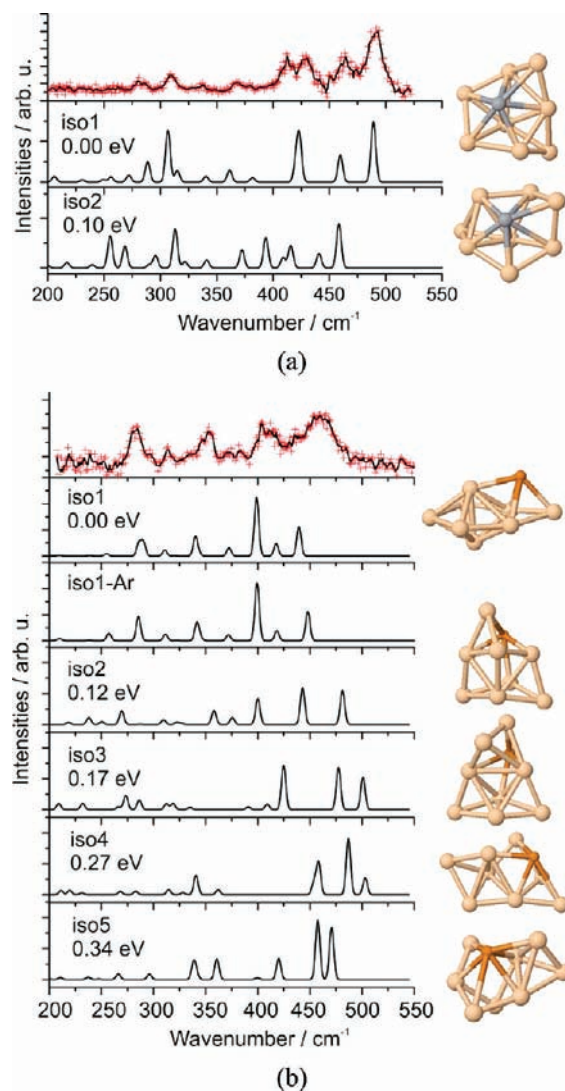 Intensities / arb. u.
iso1
0.00 eV
iso2
0.10 eV
200 250 300 350 400 450 500 550
Wavenumber / cm⁻¹
(a)
Intensities / arb. u.
iso1
0.00 eV
iso1-Ar
iso2
0.12 eV
iso3
0.17 eV
iso4
0.27 eV
iso5
0.34 eV
200 250 300 350 400 450 500 550
Wavenumber / cm⁻¹
(b)